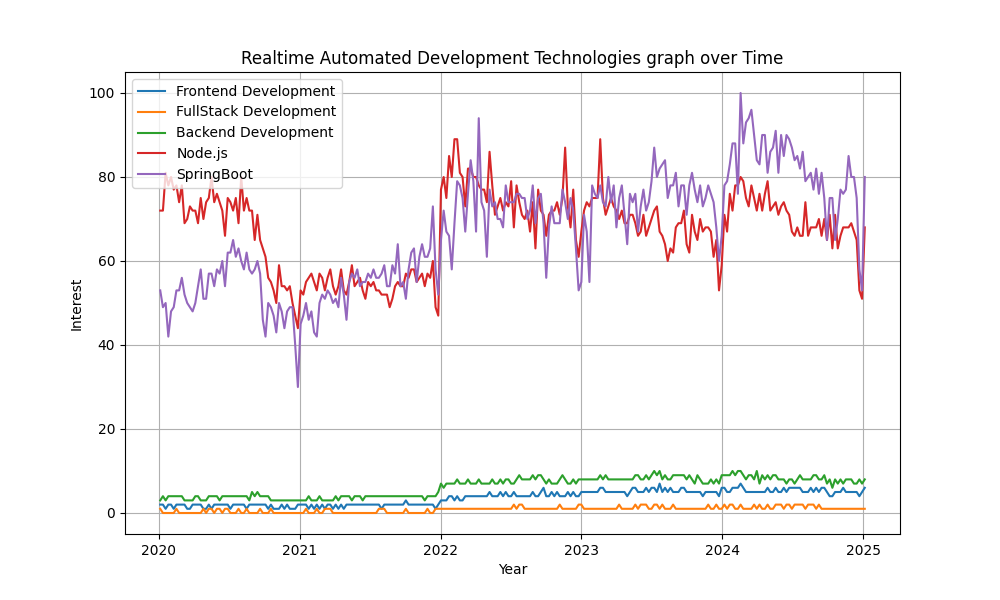 Realtime Automated Development Technologies graph over Time
Frontend Development
FullStack Development
Backend Development
Node.js
SpringBoot
100
80
60
40
20
0
Interest
2020 2021 2022 2023 2024 2025
Year